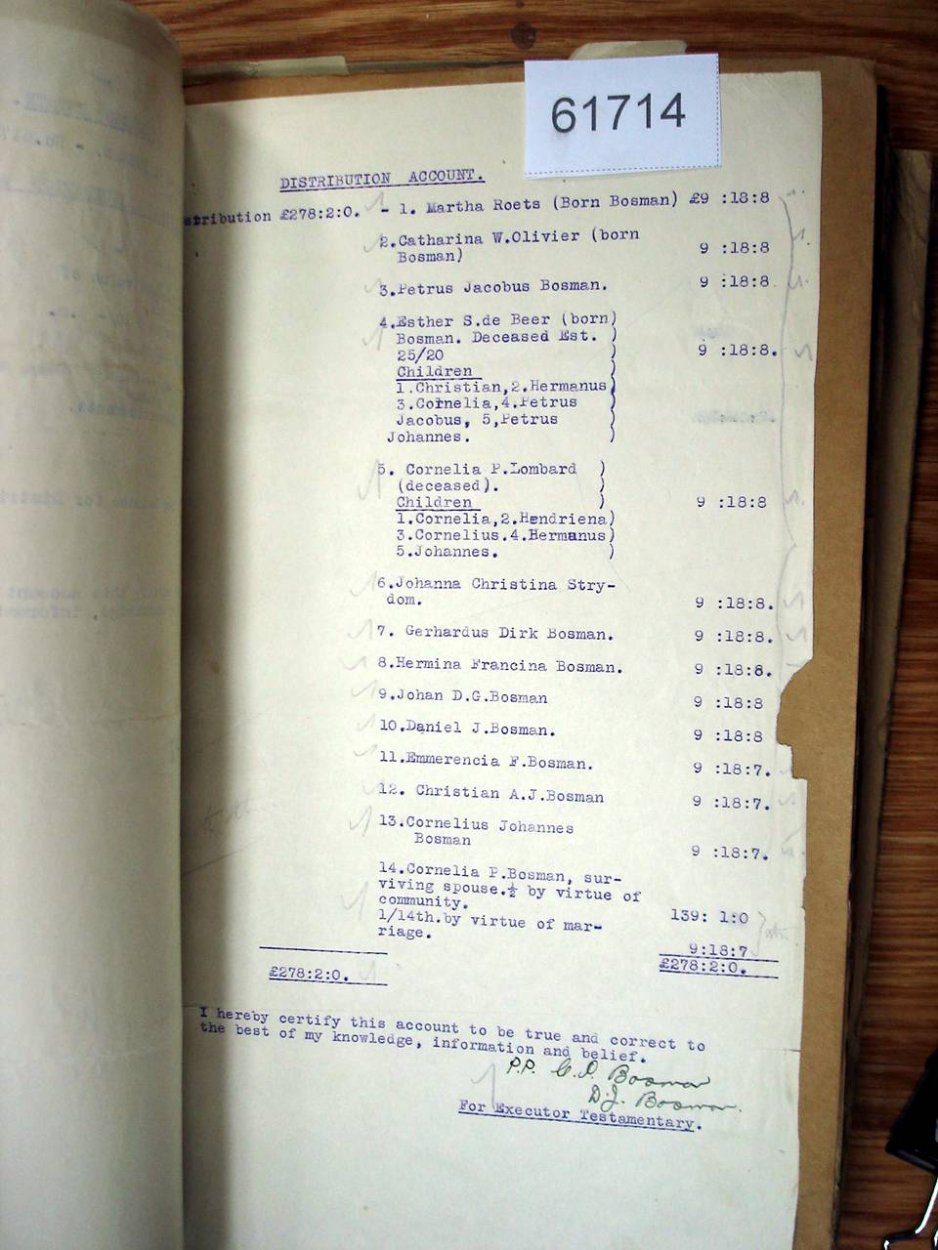 61714
DISTRIBUTION ACCOUNT.
stribution £278:2:0. - 1. Martha Roets (Born Bosman) £9 :18:8
2.Catharina W.Olivier (born
Bosman) 9 :18:8
3.Petrus Jacobus Bosman. 9 :18:8.
4.Esther S.de Beer (born)
Bosman. Deceased Est. )
25/20 ) 9 :18:8.
Children )
1.Christian,2.Hermanus)
3.Cornelia,4.Petrus )
Jacobus, 5,Petrus )
Johannes. )
5. Cornelia P.Lombard )
(deceased). )
Children ) 9 :18:8
1.Cornelia,2.Hendriena)
3.Cornelius.4.Hermanus)
5.Johannes. )
6.Johanna Christina Stry-
dom. 9 :18:8.
7. Gerhardus Dirk Bosman. 9 :18:8.
8.Hermina Francina Bosman. 9 :18:8.
9.Johan D.G.Bosman 9 :18:8
10.Daniel J.Bosman. 9 :18:8
11.Emmerencia F.Bosman. 9 :18:7.
12. Christian A.J.Bosman 9 :18:7.
13.Cornelius Johannes
Bosman 9 :18:7.
14.Cornelia P.Bosman, sur-
viving spouse.½ by virtue of
community. 139: 1:0
1/14th.by virtue of mar-
riage. 9:18:7
£278:2:0. £278:2:0.
I hereby certify this account to be true and correct to
the best of my knowledge, information and belief.
P.P. C.P. Bosman
D.J. Bosman.
For Executor Testamentary.